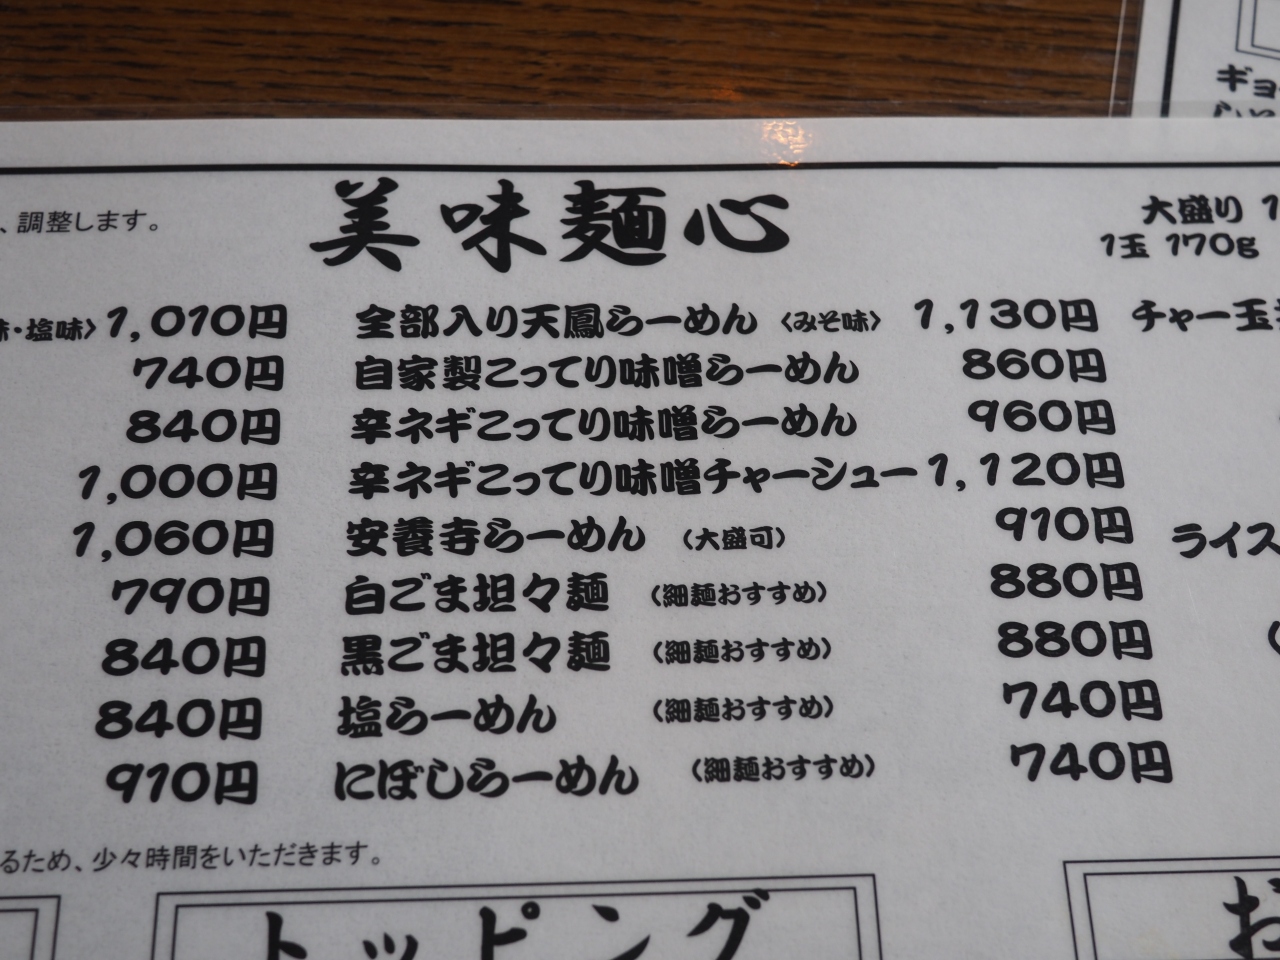 ギョ
、調整します。
美味麺心
大盛り
1玉 170g
味・塩味〉1,010円 全部入り天鳳らーめん 〈みそ味〉 1,130円 チャー玉
740円 自家製こってり味噌らーめん 860円
840円 辛ネギこってり味噌らーめん 960円
1,000円 辛ネギこってり味噌チャーシュー 1,120円
1,060円 安養寺らーめん (大盛可) 910円 ライス
790円 白ごま坦々麺 (細麺おすすめ) 880円
840円 黒ごま坦々麺 (細麺おすすめ) 880円
840円 塩らーめん (細麺おすすめ) 740円
910円 にぼしらーめん (細麺おすすめ) 740円
るため、少々時間をいただきます。
トッピング
お